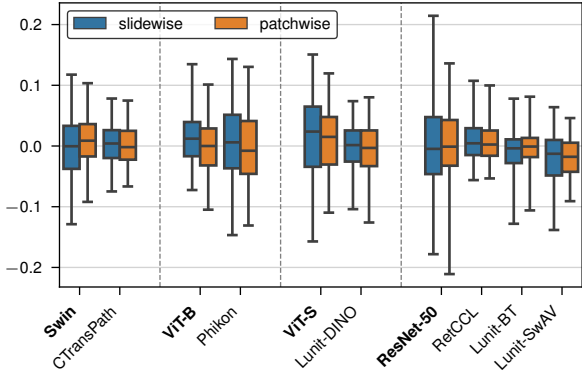 slidewise patchwise
0.2
0.1
0.0
−0.1
−0.2
Swin
CTransPath
ViT-B
Phikon
ViT-S
Lunit-DINO
ResNet-50
RetCCL
Lunit-BT
Lunit-SwAV